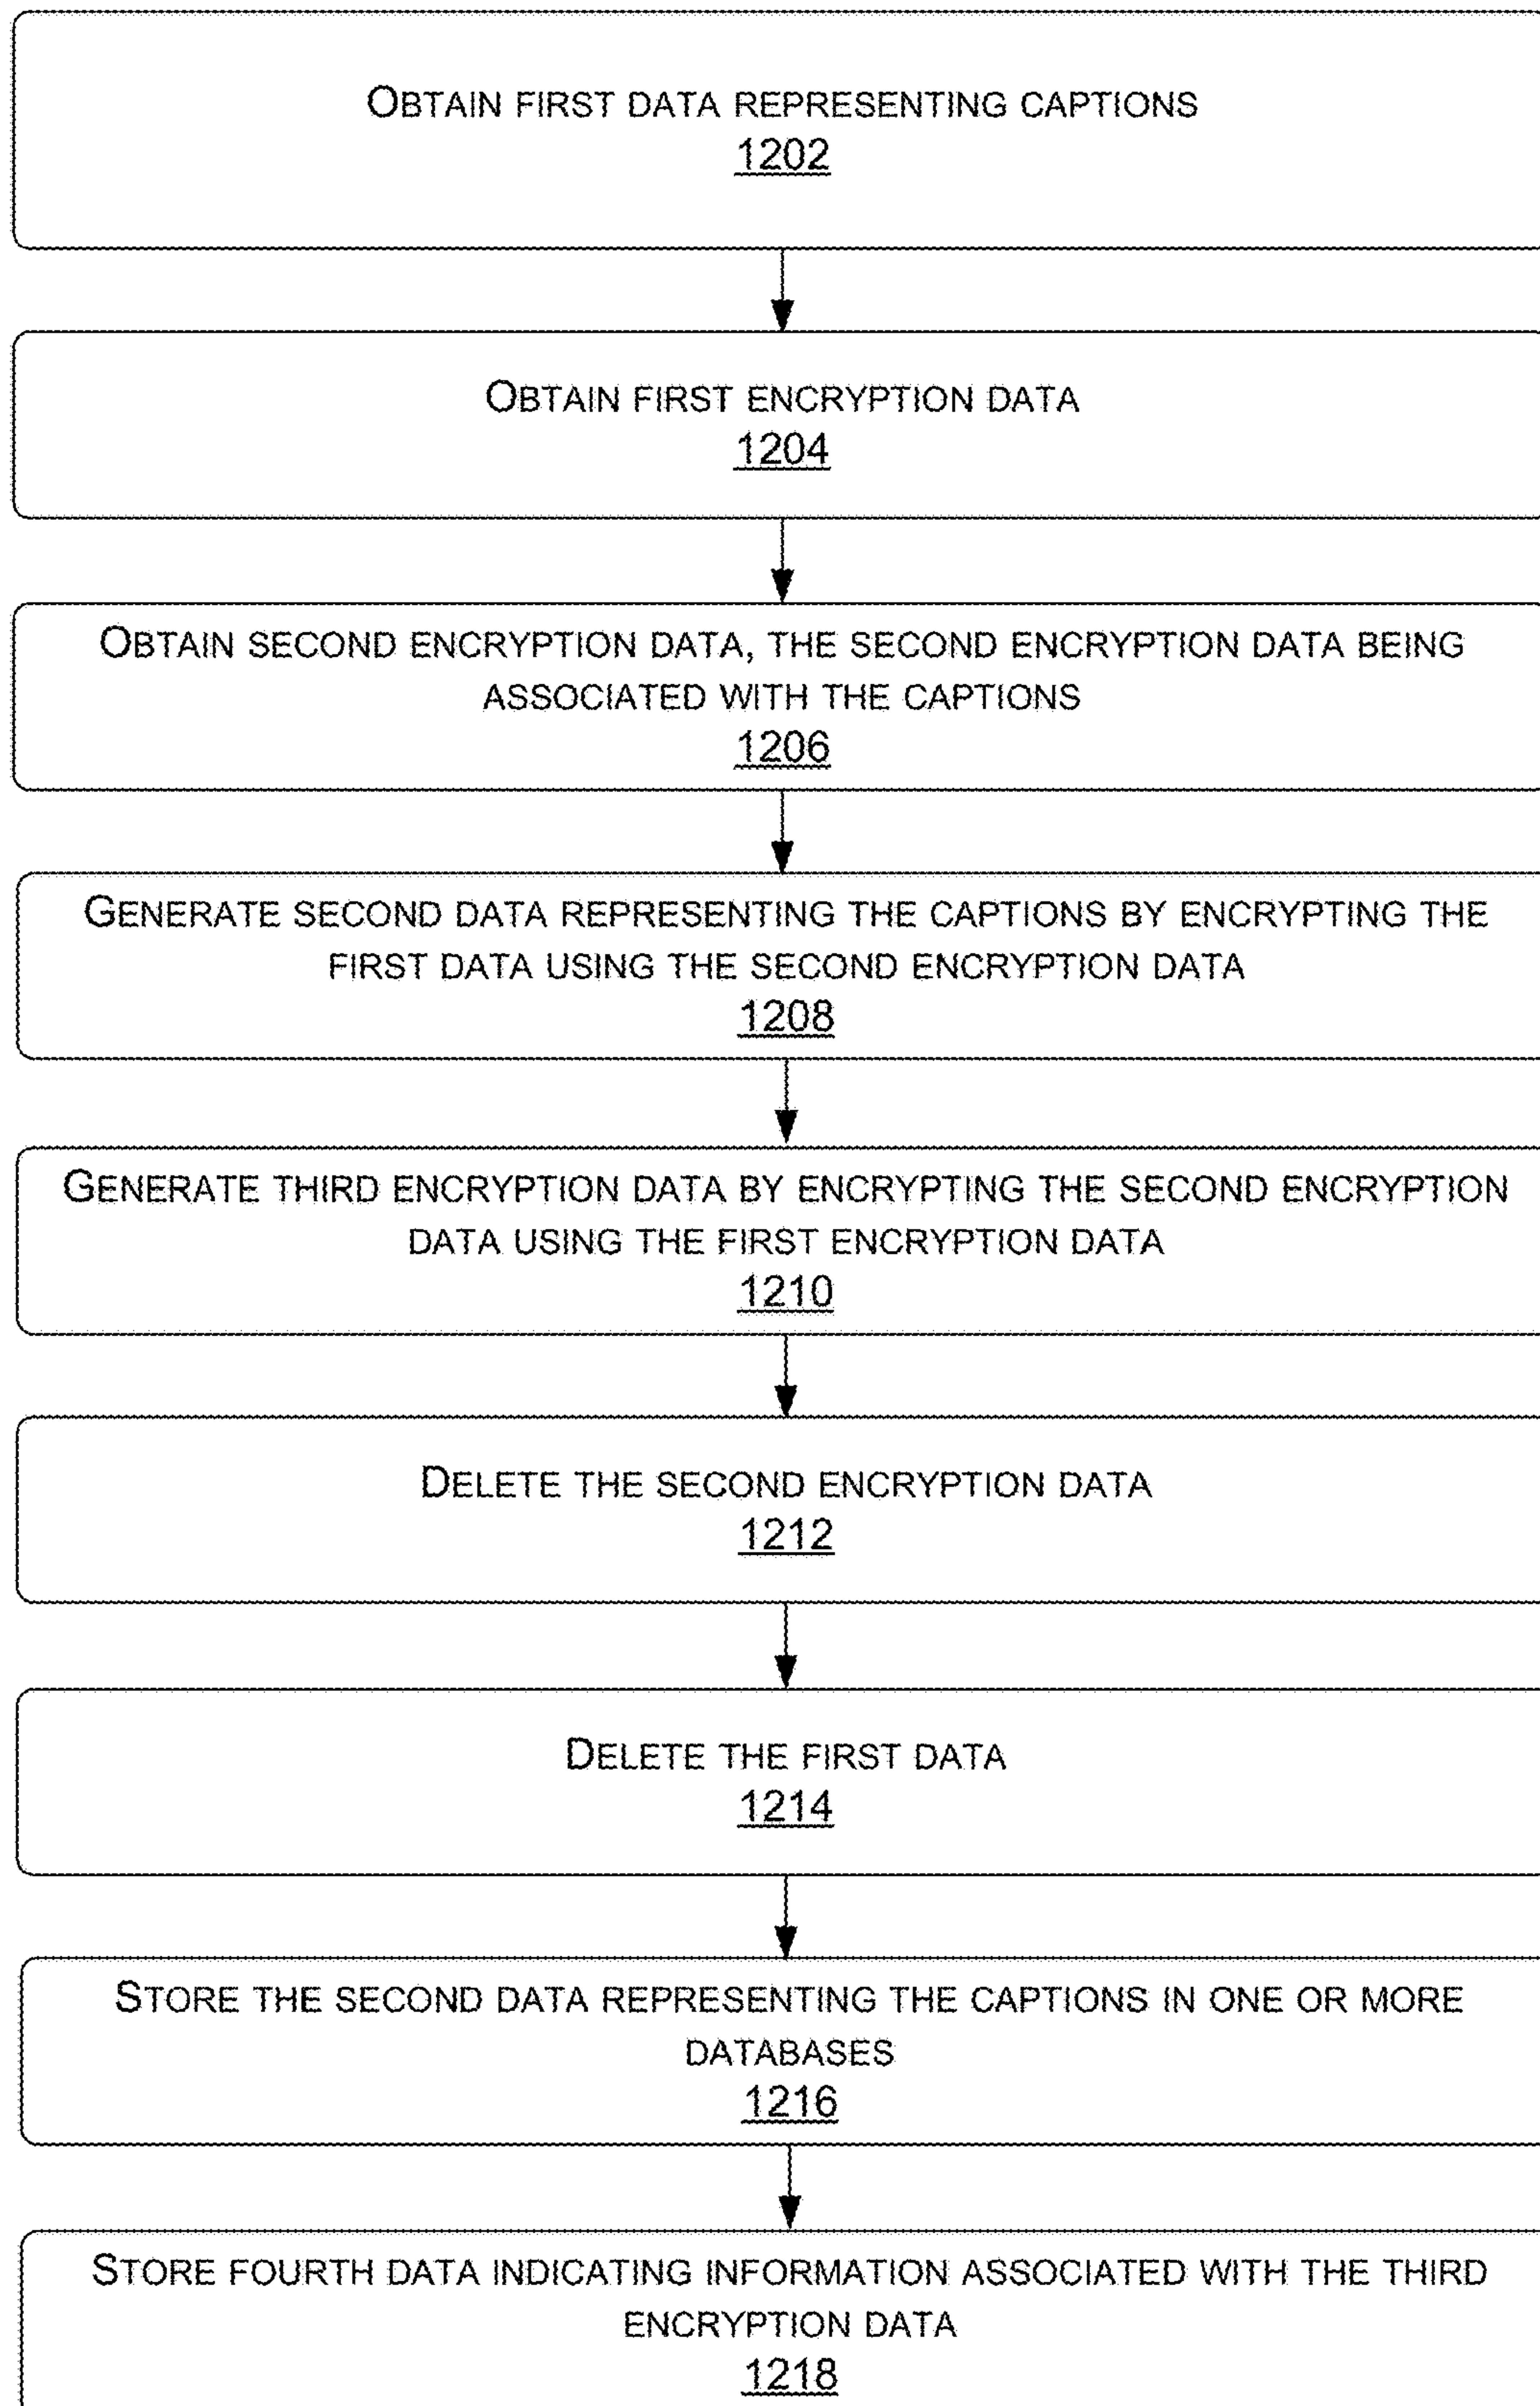 OBTAIN FIRST DATA REPRESENTING CAPTIONS
1202
OBTAIN FIRST ENCRYPTION DATA
1204
OBTAIN SECOND ENCRYPTION DATA, THE SECOND ENCRYPTION DATA BEING
ASSOCIATED WITH THE CAPTIONS
1206
GENERATE SECOND DATA REPRESENTING THE CAPTIONS BY ENCRYPTING THE
FIRST DATA USING THE SECOND ENCRYPTION DATA
1208
GENERATE THIRD ENCRYPTION DATA BY ENCRYPTING THE SECOND ENCRYPTION
DATA USING THE FIRST ENCRYPTION DATA
1210
DELETE THE SECOND ENCRYPTION DATA
1212
DELETE THE FIRST DATA
1214
STORE THE SECOND DATA REPRESENTING THE CAPTIONS IN ONE OR MORE
DATABASES
1216
STORE FOURTH DATA INDICATING INFORMATION ASSOCIATED WITH THE THIRD
ENCRYPTION DATA
1218